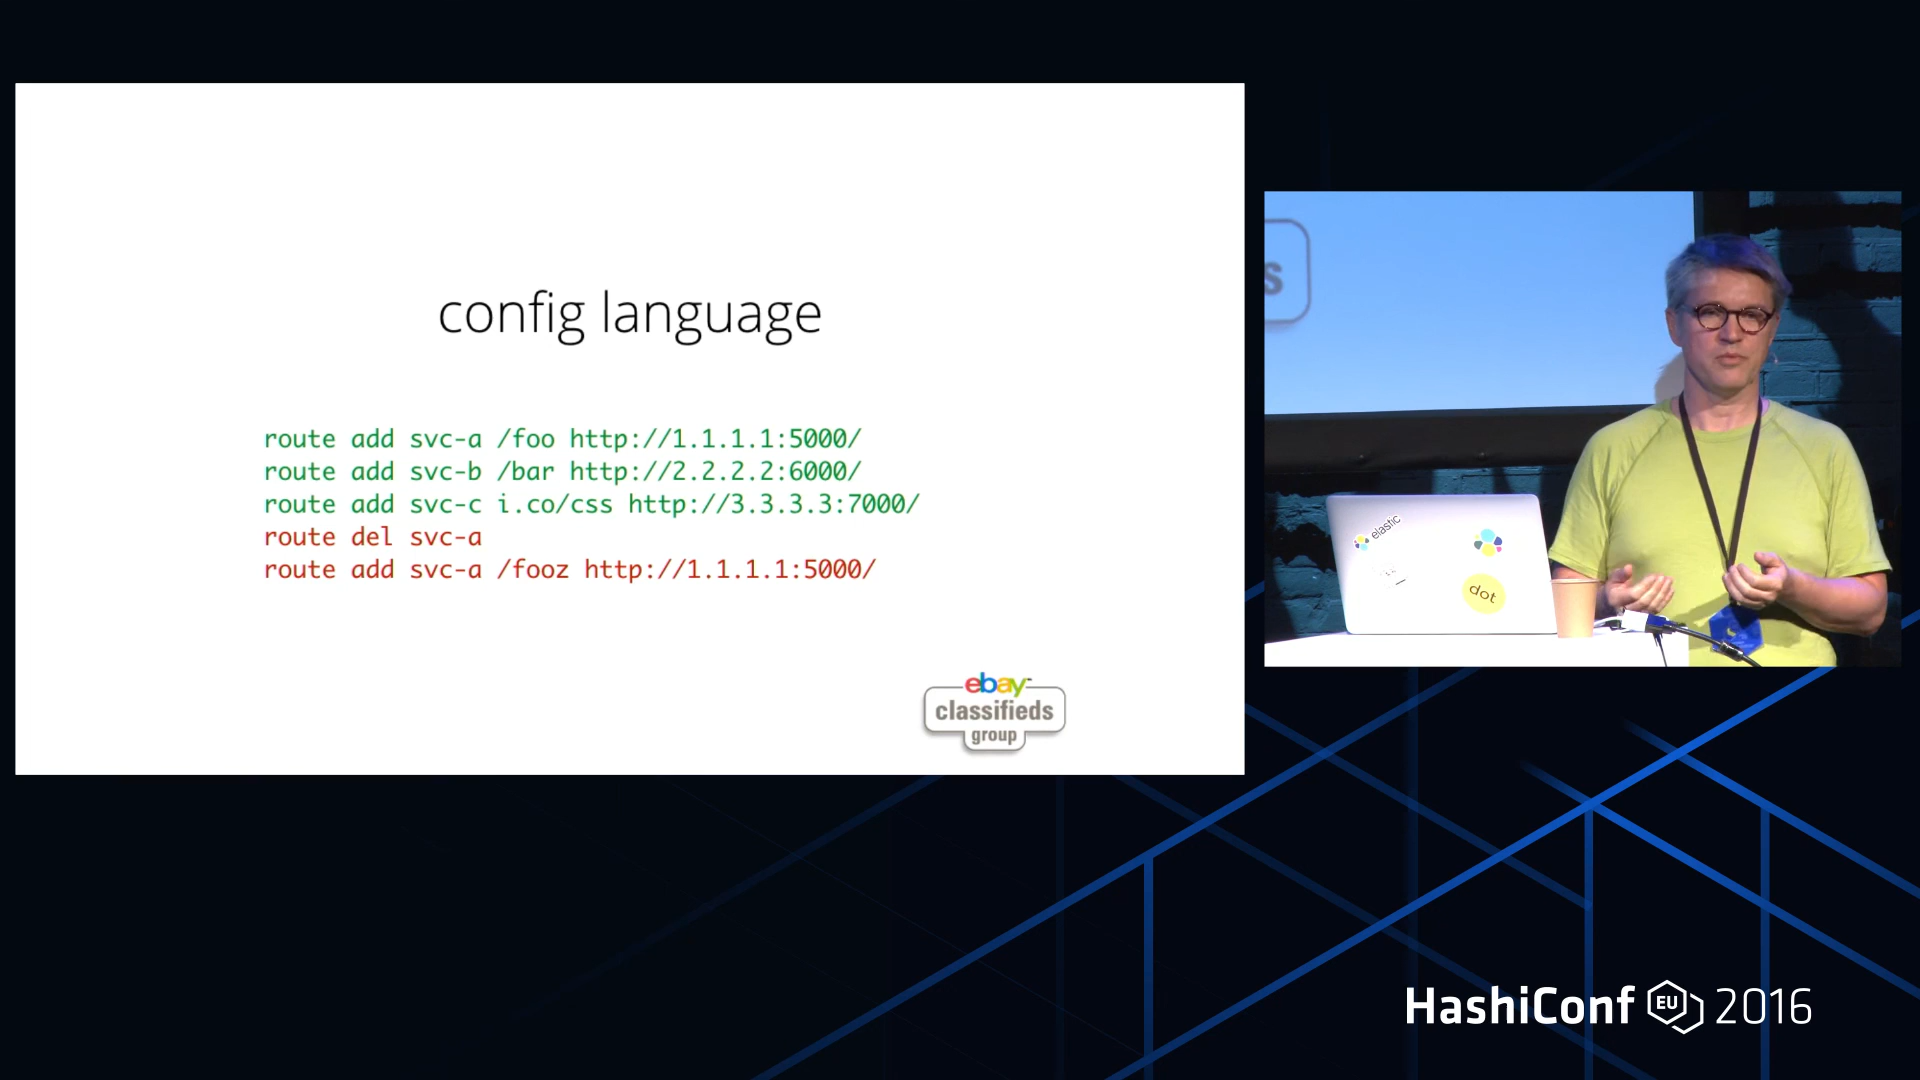 config language
route add svc-a /foo http://1.1.1.1:5000/
route add svc-b /bar http://2.2.2.2:6000/
route add svc-c i.co/css http://3.3.3.3:7000/
route del svc-a
route add svc-a /fooz http://1.1.1.1:5000/
ebay
classifieds
group
s
elastic
dot
HashiConf EU 2016